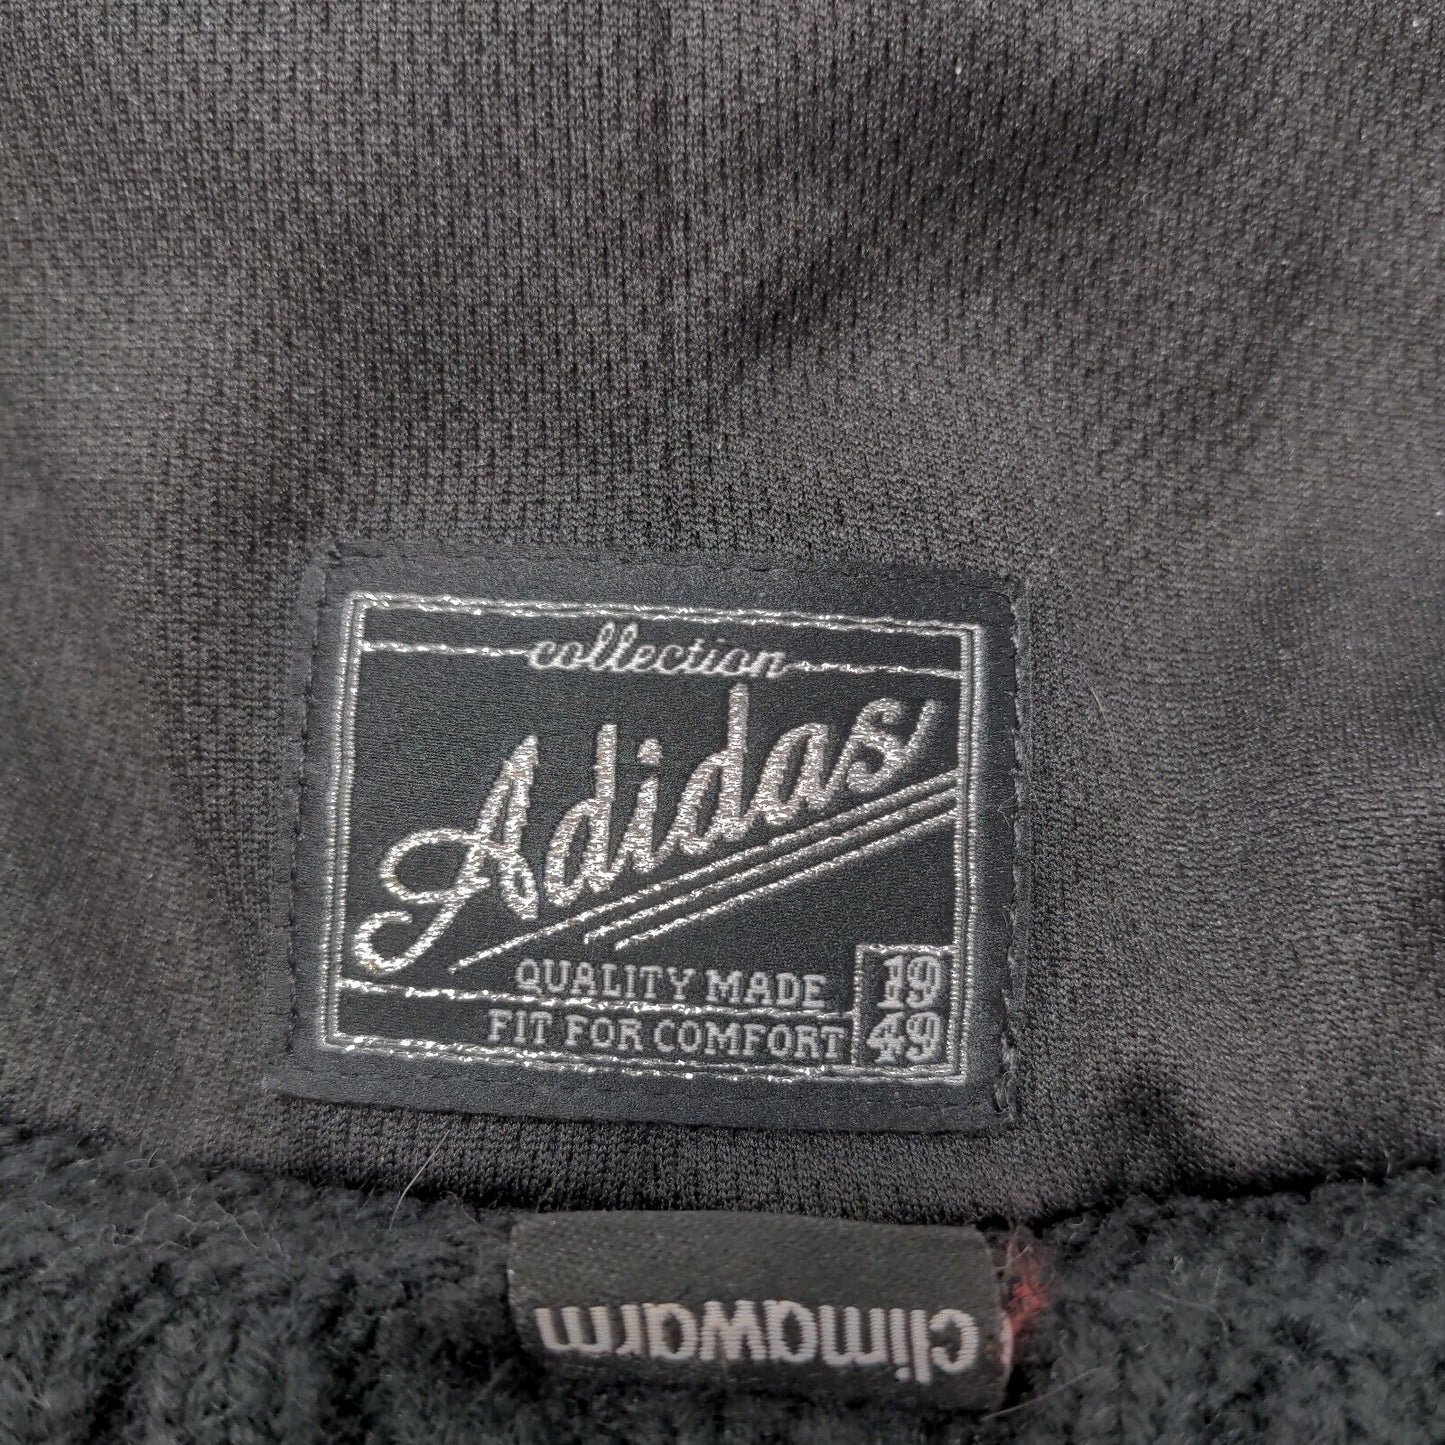 collection
Adidas
QUALITY MADE
FIT FOR COMFORT
19
49
climawarm